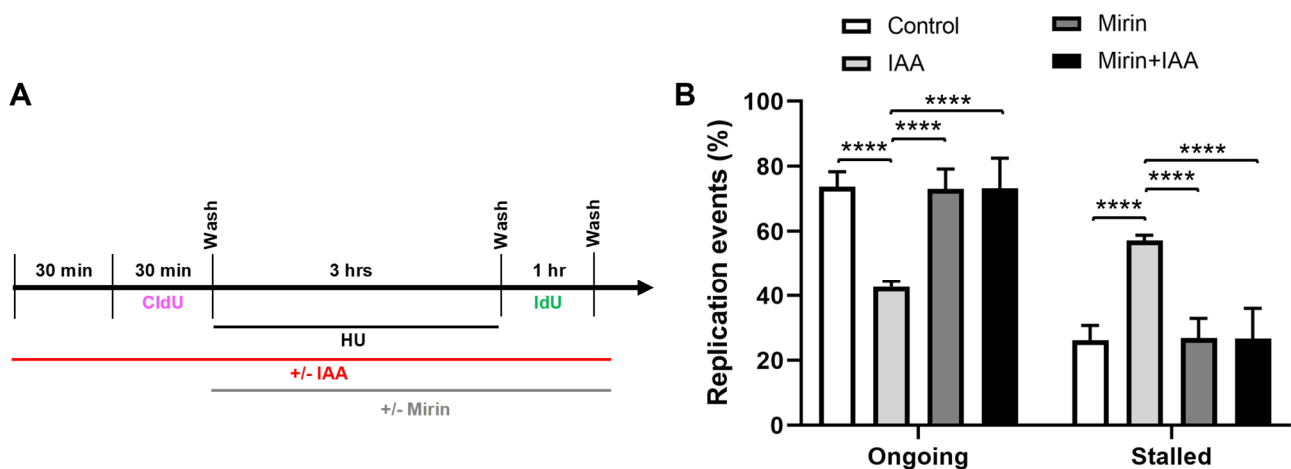 A
Wash
Wash
Wash
30 min
30 min
3 hrs
1 hr
CldU
IdU
HU
+/- IAA
+/- Mirin
Control
Mirin
IAA
Mirin+IAA
B
Replication events (%)
100
80
60
40
20
0
****
****
****
****
****
****
Ongoing
Stalled